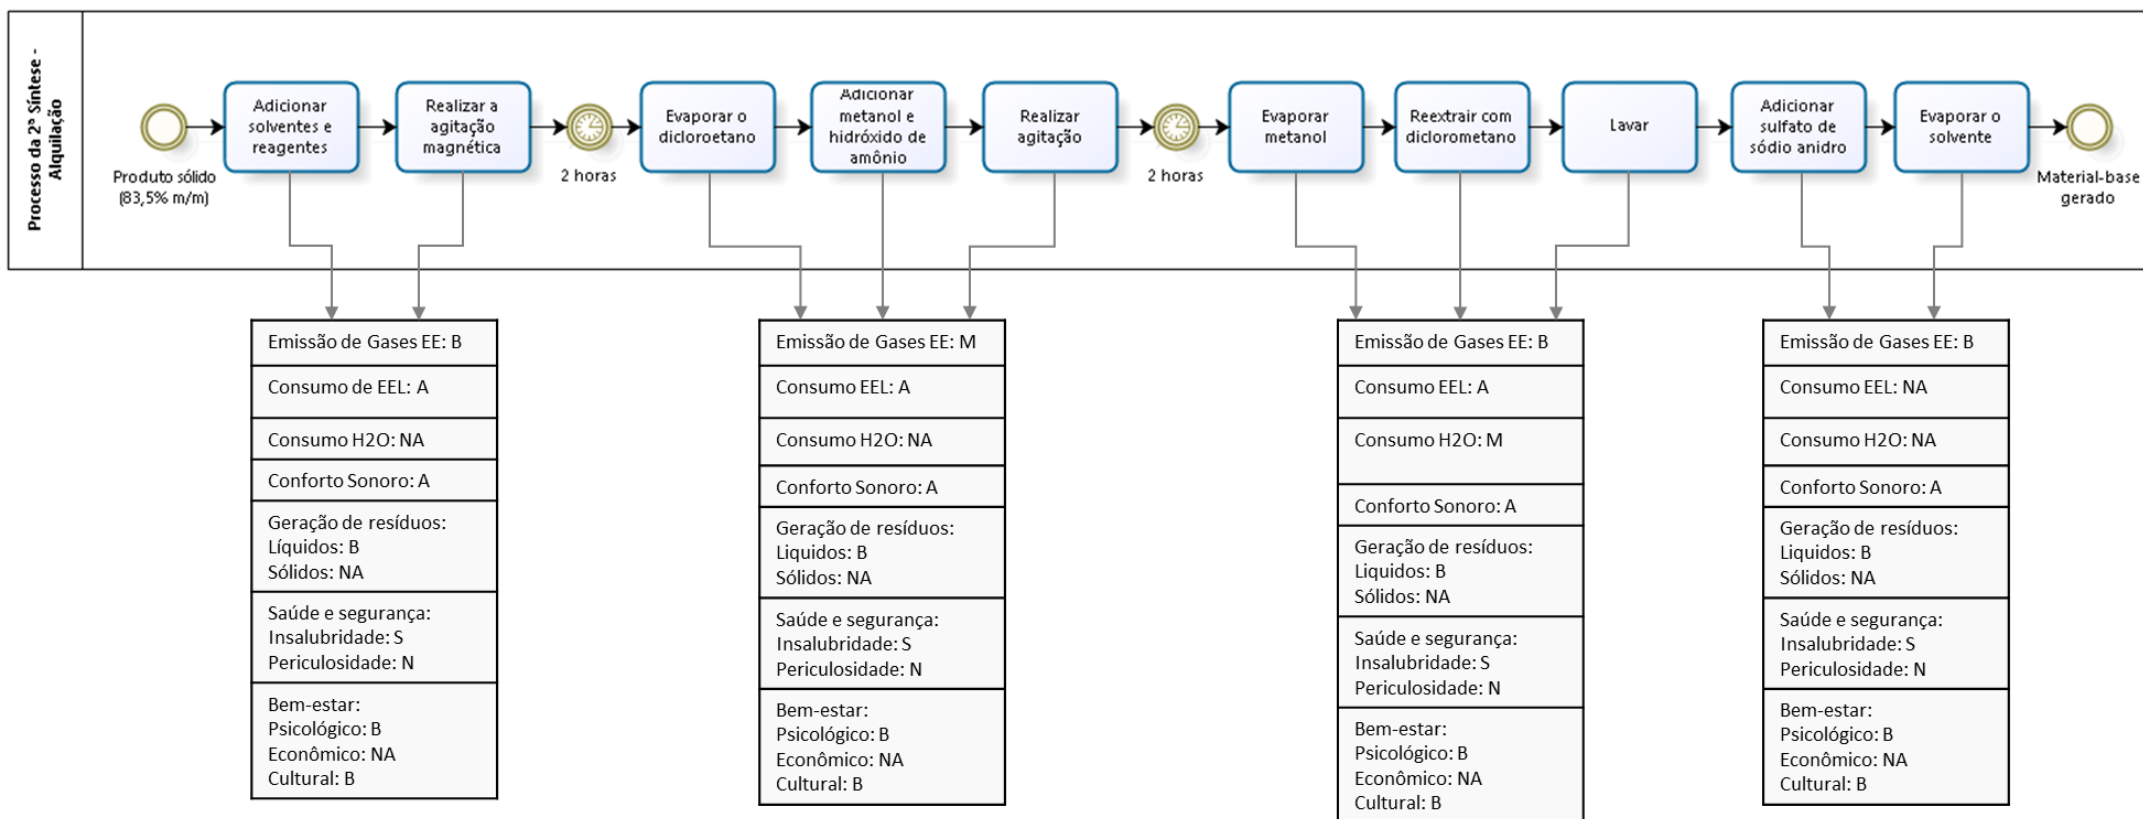 Processo da 2ª Síntese -
Alquilação
Produto sólido
(83,5% m/m)
Adicionar
solventes e
reagentes
Realizar a
agitação
magnética
2 horas
Evaporar o
dicloroetano
Adicionar
metanol e
hidróxido de
amônio
Realizar
agitação
2 horas
Evaporar
metanol
Reextrair com
diclorometano
Lavar
Adicionar
sulfato de
sódio anidro
Evaporar o
solvente
Material-base
gerado
Emissão de Gases EE: B
Consumo de EEL: A
Consumo H2O: NA
Conforto Sonoro: A
Geração de resíduos:
Líquidos: B
Sólidos: NA
Saúde e segurança:
Insalubridade: S
Periculosidade: N
Bem-estar:
Psicológico: B
Econômico: NA
Cultural: B
Emissão de Gases EE: M
Consumo EEL: A
Consumo H2O: NA
Conforto Sonoro: A
Geração de resíduos:
Liquidos: B
Sólidos: NA
Saúde e segurança:
Insalubridade: S
Periculosidade: N
Bem-estar:
Psicológico: B
Econômico: NA
Cultural: B
Emissão de Gases EE: B
Consumo EEL: A
Consumo H2O: M
Conforto Sonoro: A
Geração de resíduos:
Liquidos: B
Sólidos: NA
Saúde e segurança:
Insalubridade: S
Periculosidade: N
Bem-estar:
Psicológico: B
Econômico: NA
Cultural: B
Emissão de Gases EE: B
Consumo EEL: NA
Consumo H2O: NA
Conforto Sonoro: A
Geração de resíduos:
Liquidos: B
Sólidos: NA
Saúde e segurança:
Insalubridade: S
Periculosidade: N
Bem-estar:
Psicológico: B
Econômico: NA
Cultural: B